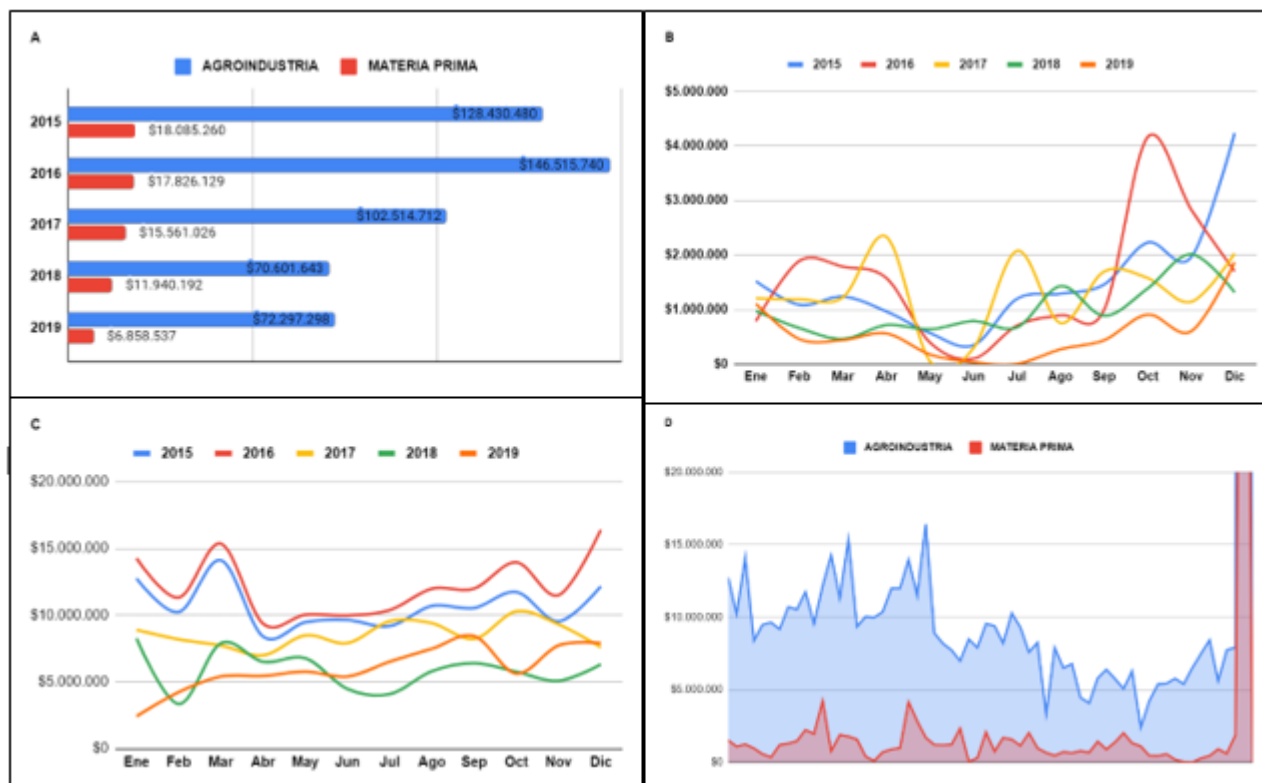 A
AGROINDUSTRIA MATERIA PRIMA
2015 $128.430.480
$18.085.260
2016 $146.515.740
$17.826.129
2017 $102.514.712
$15.561.026
2018 $70.601.643
$11.940.192
2019 $72.297.298
$6.858.537
B
2015 2016 2017 2018 2019
$5.000.000
$4.000.000
$3.000.000
$2.000.000
$1.000.000
$0
Ene Feb Mar Abr May Jun Jul Ago Sep Oct Nov Dic
C
2015 2016 2017 2018 2019
$20.000.000
$15.000.000
$10.000.000
$5.000.000
$0
Ene Feb Mar Abr May Jun Jul Ago Sep Oct Nov Dic
D
AGROINDUSTRIA MATERIA PRIMA
$20.000.000
$15.000.000
$10.000.000
$5.000.000
$0